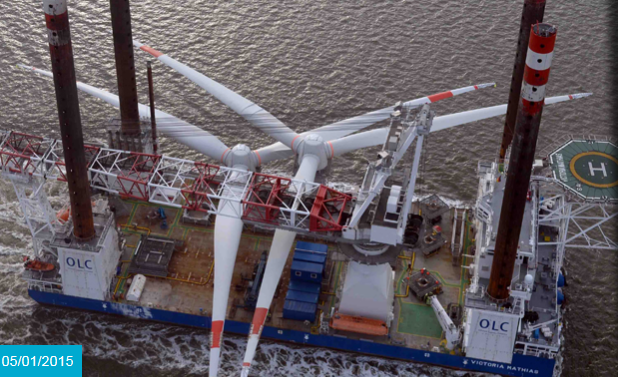 H
OLC
OLC
VICTORIA MATHIAS
05/01/2015